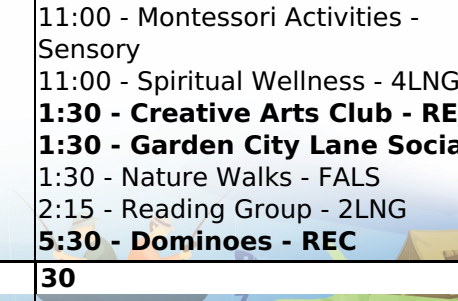 11:00 - Montessori Activities -
Sensory
11:00 - Spiritual Wellness - 4LNG
1:30 - Creative Arts Club - RE
1:30 - Garden City Lane Socia
1:30 - Nature Walks - FALS
2:15 - Reading Group - 2LNG
5:30 - Dominoes - REC
30